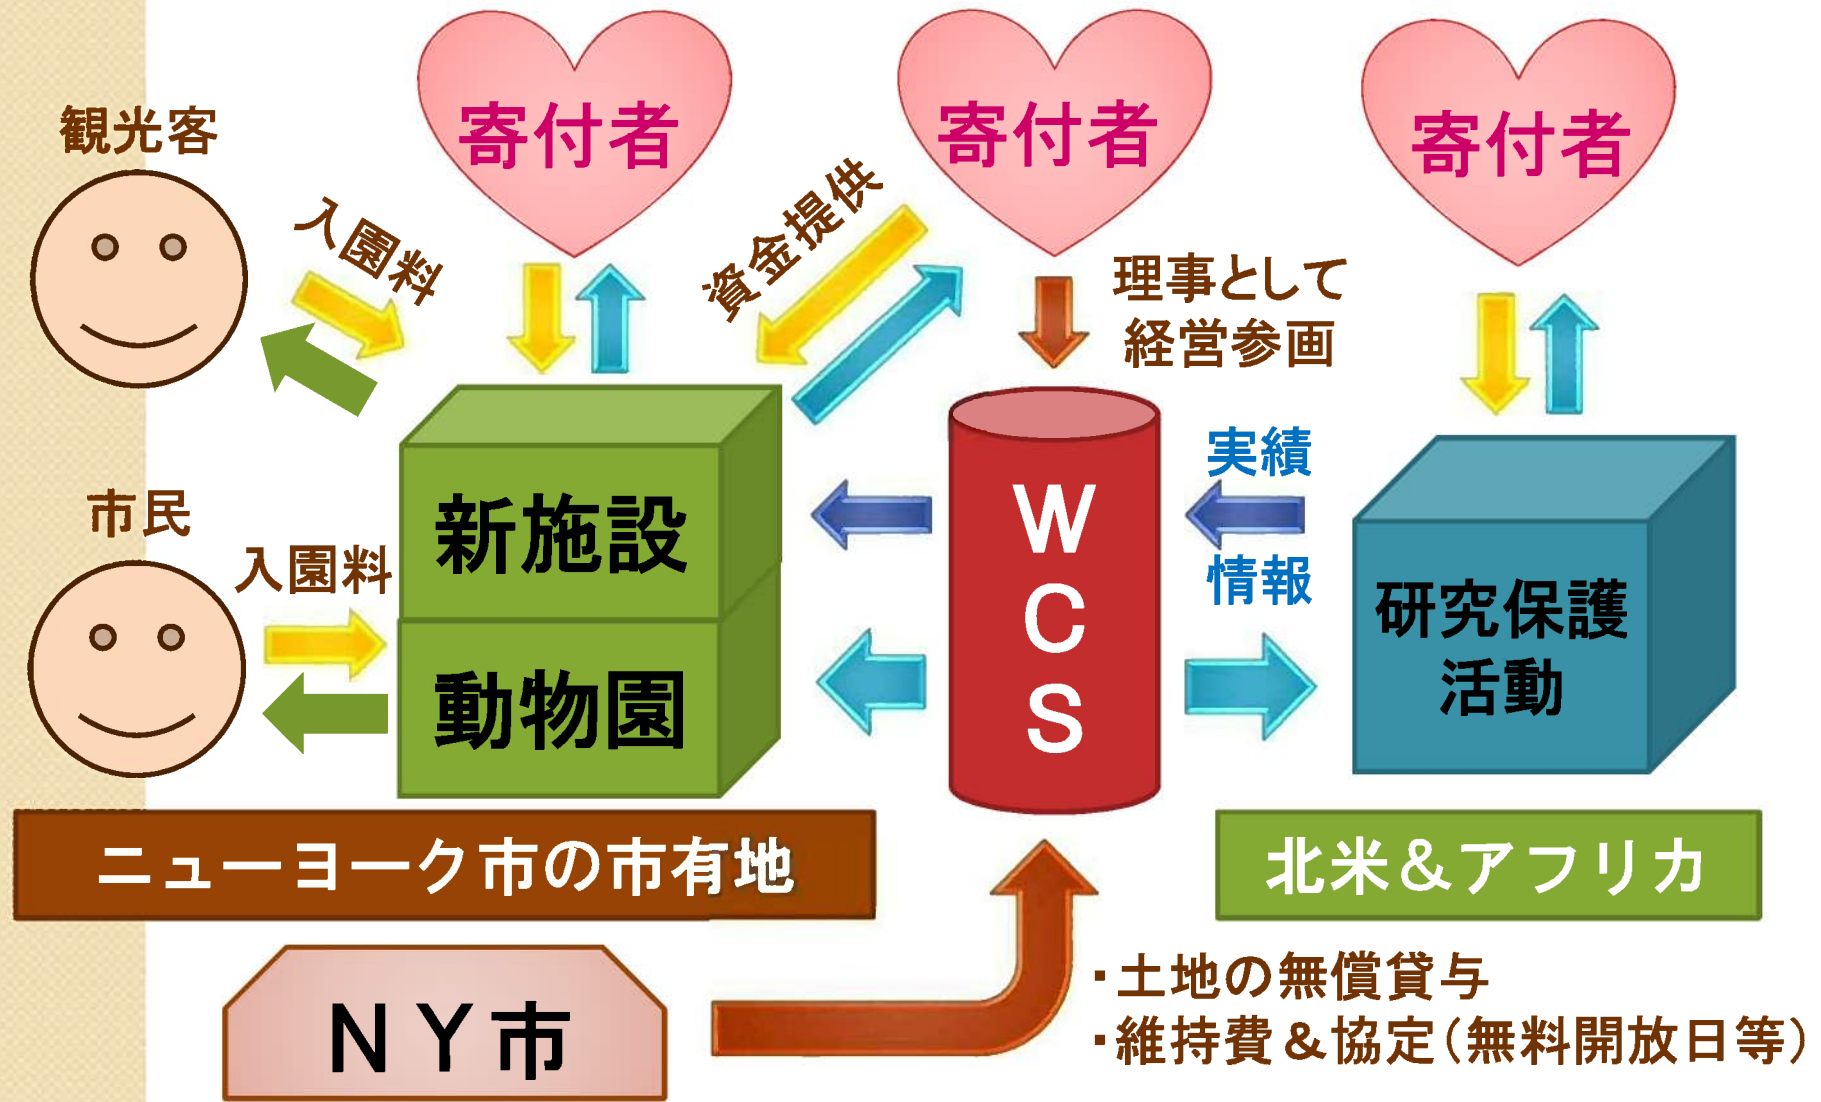 寄付者
寄付者
寄付者
観光客
入園料
資金提供
理事として
経営参画
市民
入園料
新施設
動物園
WCS
実績
情報
研究保護
活動
ニューヨーク市の市有地
北米&アフリカ
NY市
・土地の無償貸与
・維持費&協定(無料開放日等)